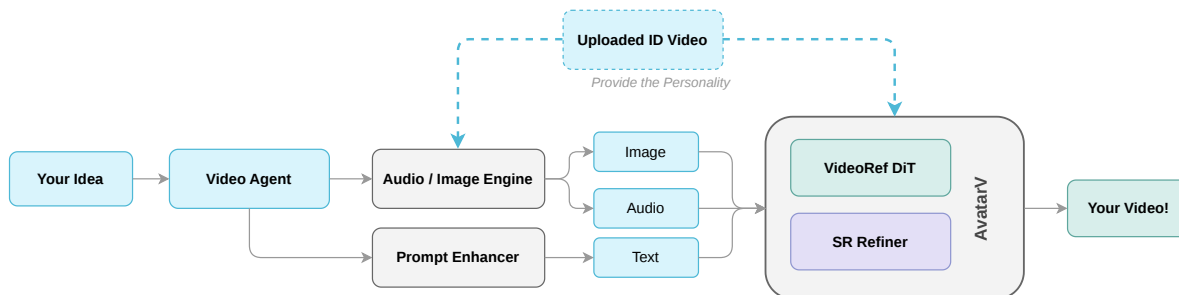 Uploaded ID Video
Provide the Personality
Your Idea
Video Agent
Audio / Image Engine
Prompt Enhancer
Image
Audio
Text
VideoRef DiT
SR Refiner
AvatarV
Your Video!